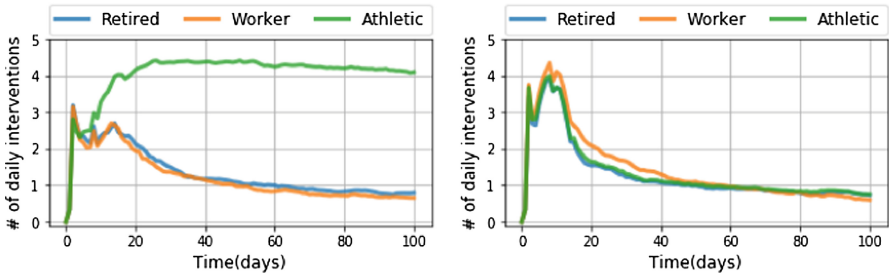 Retired Worker Athletic
# of daily interventions
5
4
3
2
1
0
0 20 40 60 80 100
Time(days)
Retired Worker Athletic
# of daily interventions
5
4
3
2
1
0
0 20 40 60 80 100
Time(days)